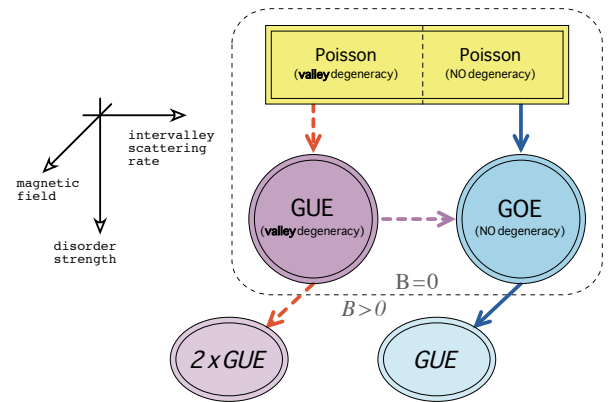 Poisson
(valley degeneracy)
Poisson
(NO degeneracy)
intervalley
scattering
rate
magnetic
field
disorder
strength
GUE
(valley degeneracy)
GOE
(NO degeneracy)
B=0
B>0
2 x GUE
GUE